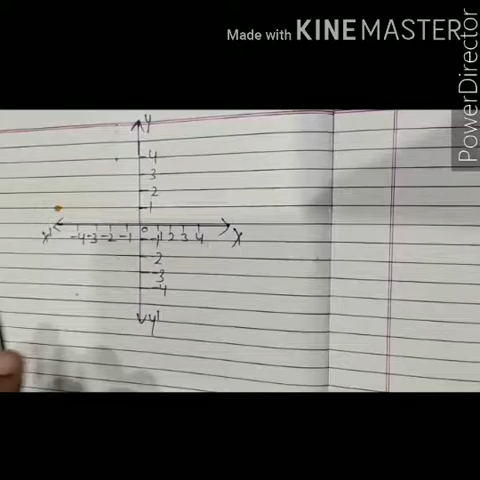 Made with KINEMASTER
PowerDirector
Y
4
3
2
1
X' -4 -3 -2 -1 0 1 2 3 4 X
-1
-2
-3
-4
Y'